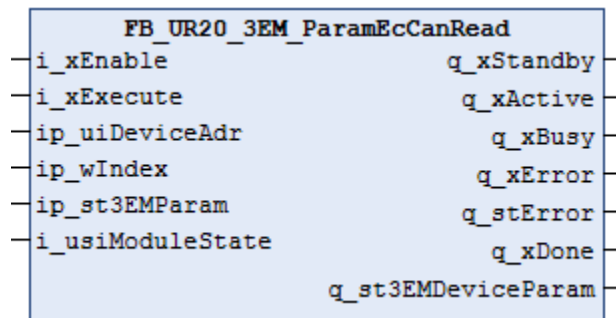 FB_UR20_3EM_ParamEcCanRead
i_xEnable q_xStandby
i_xExecute q_xActive
ip_uiDeviceAdr q_xBusy
ip_wIndex q_xError
ip_st3EMParam q_stError
i_usiModuleState q_xDone
q_st3EMDeviceParam